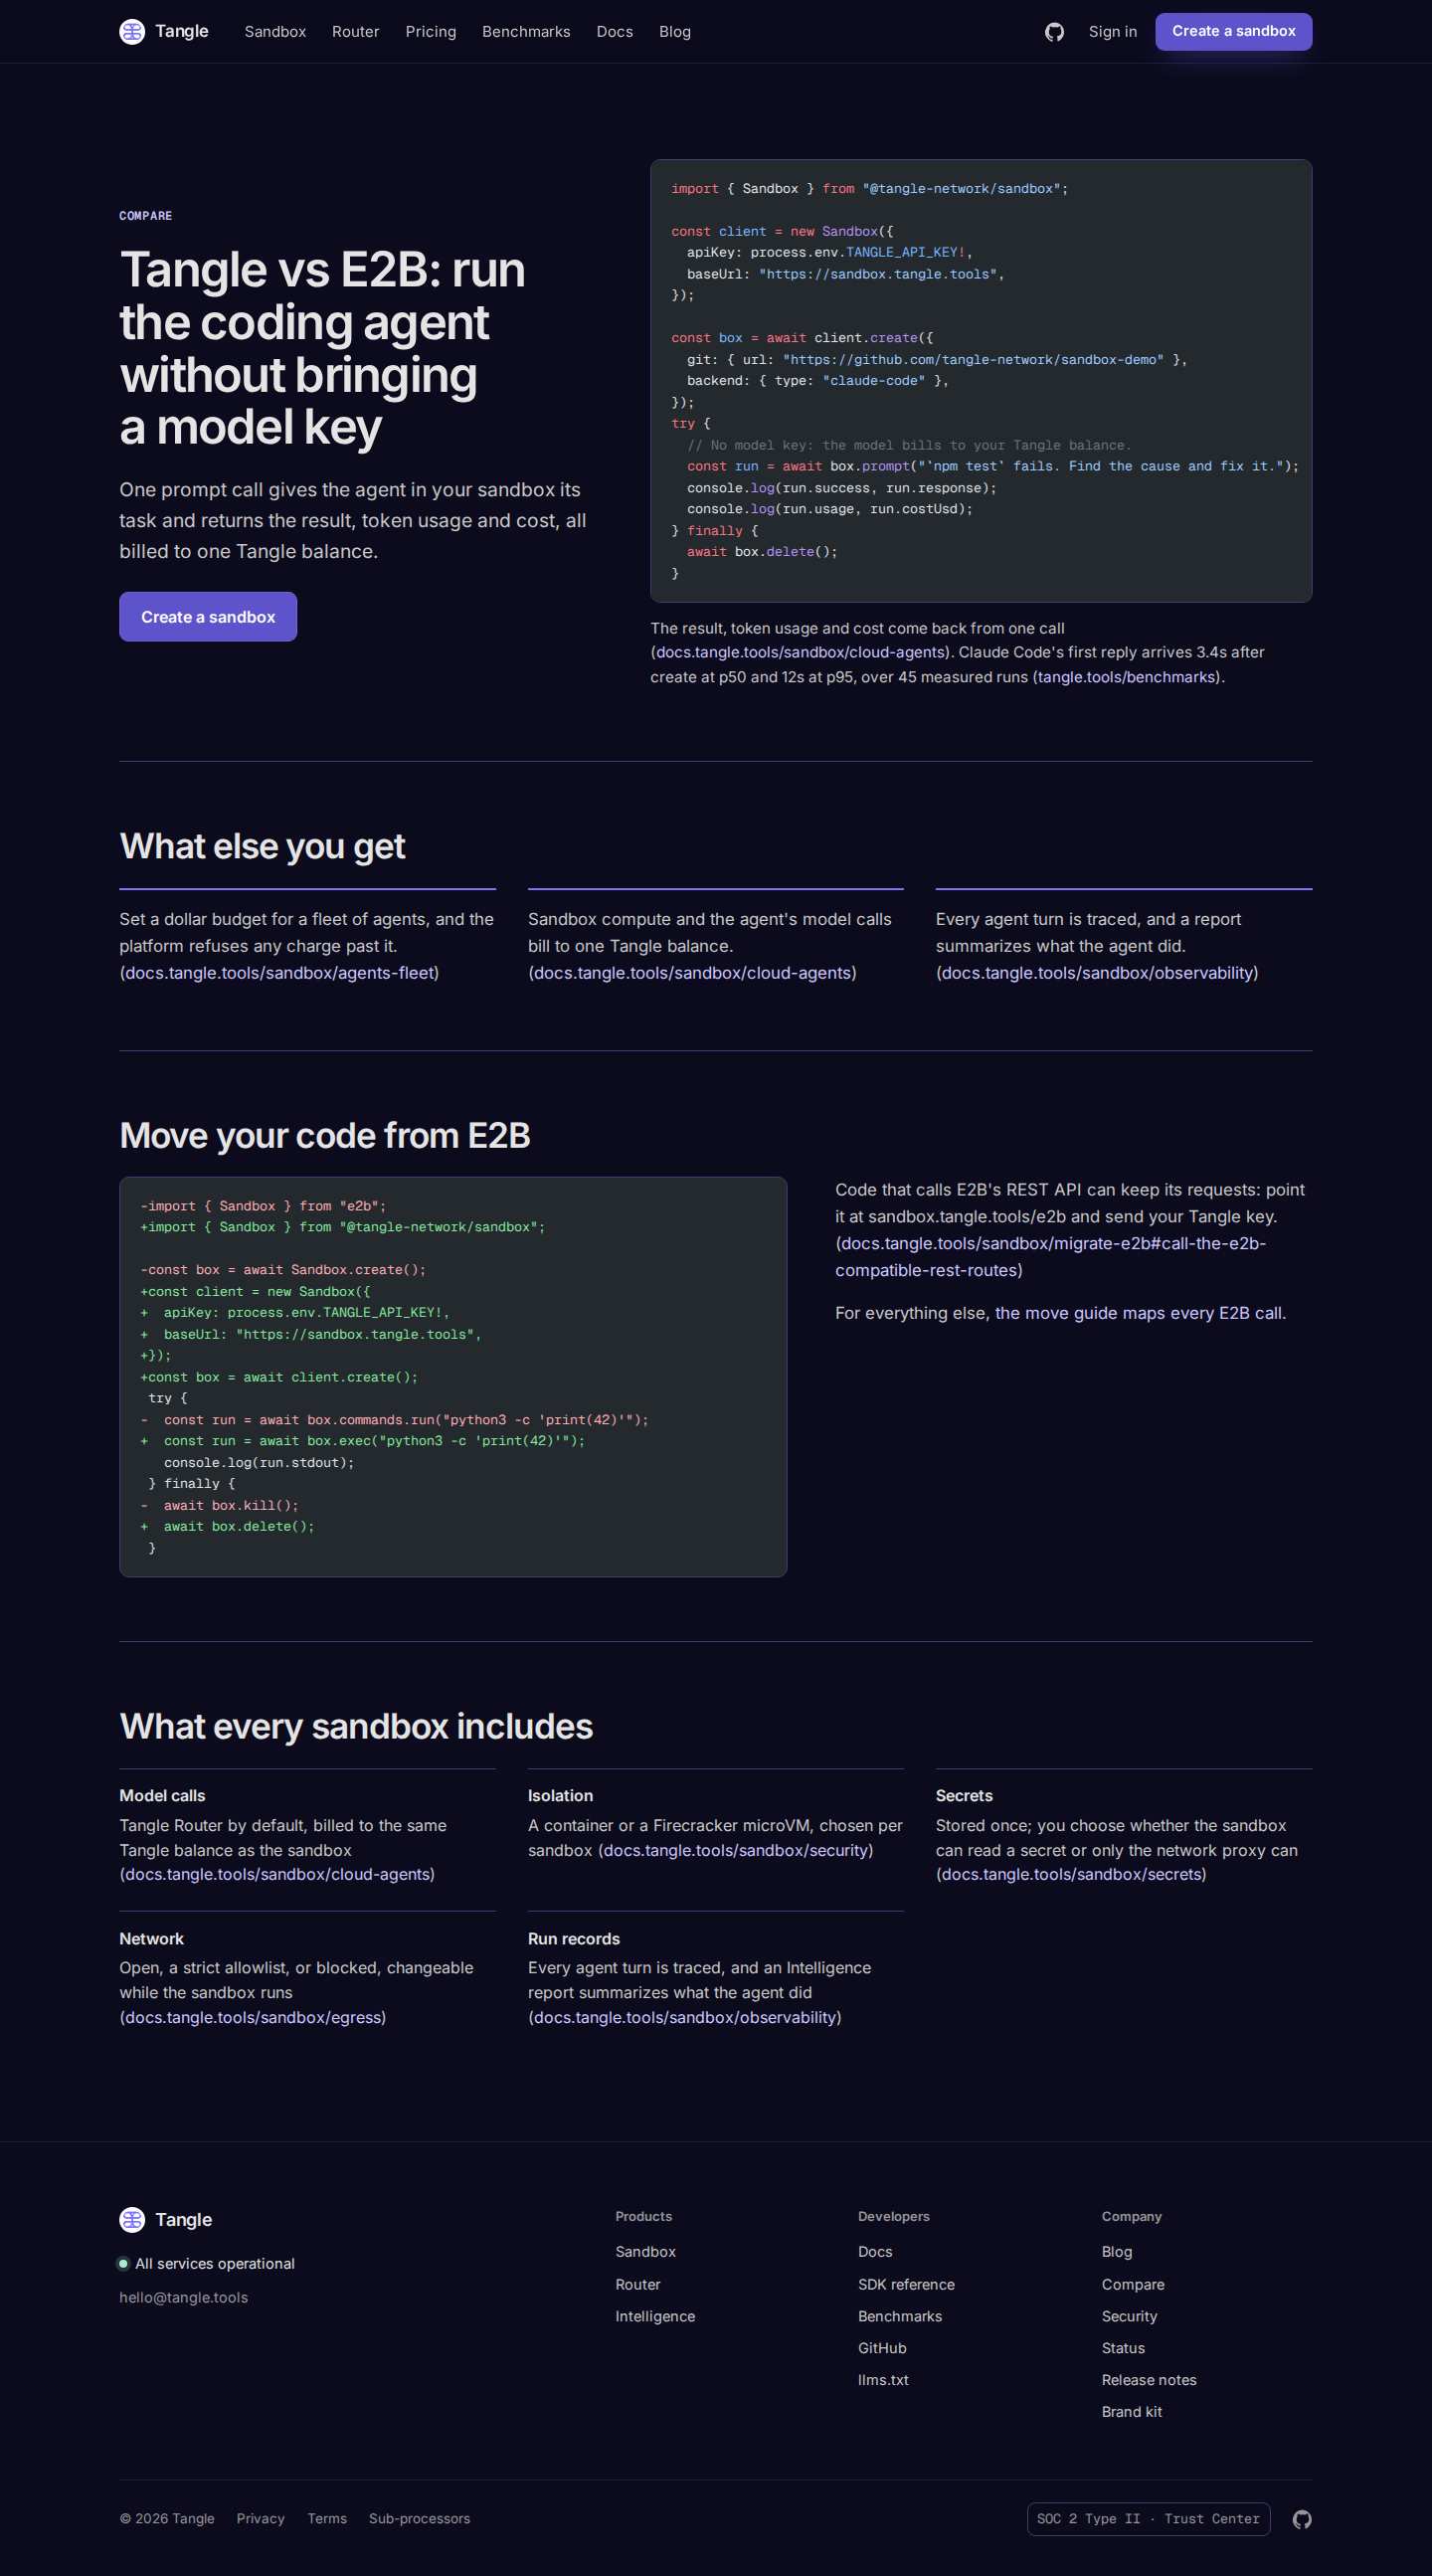 Tangle
Sandbox
Router
Pricing
Benchmarks
Docs
Blog
Sign in
Create a sandbox
COMPARE
Tangle vs E2B: run
the coding agent
without bringing
a model key
One prompt call gives the agent in your sandbox its
task and returns the result, token usage and cost, all
billed to one Tangle balance.
Create a sandbox
import { Sandbox } from "@tangle-network/sandbox";
const client = new Sandbox({
  apiKey: process.env.TANGLE_API_KEY!,
  baseUrl: "https://sandbox.tangle.tools",
});
const box = await client.create({
  git: { url: "https://github.com/tangle-network/sandbox-demo" },
  backend: { type: "claude-code" },
});
try {
  // No model key: the model bills to your Tangle balance.
  const run = await box.prompt("`npm test` fails. Find the cause and fix it.");
  console.log(run.success, run.response);
  console.log(run.usage, run.costUsd);
} finally {
  await box.delete();
}
The result, token usage and cost come back from one call
(docs.tangle.tools/sandbox/cloud-agents). Claude Code's first reply arrives 3.4s after
create at p50 and 12s at p95, over 45 measured runs (tangle.tools/benchmarks).
What else you get
Set a dollar budget for a fleet of agents, and the
platform refuses any charge past it.
(docs.tangle.tools/sandbox/agents-fleet)
Sandbox compute and the agent's model calls
bill to one Tangle balance.
(docs.tangle.tools/sandbox/cloud-agents)
Every agent turn is traced, and a report
summarizes what the agent did.
(docs.tangle.tools/sandbox/observability)
Move your code from E2B
-import { Sandbox } from "e2b";
+import { Sandbox } from "@tangle-network/sandbox";
-const box = await Sandbox.create();
+const client = new Sandbox({
+  apiKey: process.env.TANGLE_API_KEY!,
+  baseUrl: "https://sandbox.tangle.tools",
+});
+const box = await client.create();
 try {
-  const run = await box.commands.run("python3 -c 'print(42)'");
+  const run = await box.exec("python3 -c 'print(42)'");
   console.log(run.stdout);
 } finally {
-  await box.kill();
+  await box.delete();
 }
Code that calls E2B's REST API can keep its requests: point
it at sandbox.tangle.tools/e2b and send your Tangle key.
(docs.tangle.tools/sandbox/migrate-e2b#call-the-e2b-
compatible-rest-routes)
For everything else, the move guide maps every E2B call.
What every sandbox includes
Model calls
Tangle Router by default, billed to the same
Tangle balance as the sandbox
(docs.tangle.tools/sandbox/cloud-agents)
Isolation
A container or a Firecracker microVM, chosen per
sandbox (docs.tangle.tools/sandbox/security)
Secrets
Stored once; you choose whether the sandbox
can read a secret or only the network proxy can
(docs.tangle.tools/sandbox/secrets)
Network
Open, a strict allowlist, or blocked, changeable
while the sandbox runs
(docs.tangle.tools/sandbox/egress)
Run records
Every agent turn is traced, and an Intelligence
report summarizes what the agent did
(docs.tangle.tools/sandbox/observability)
Tangle
All services operational
hello@tangle.tools
Products
Sandbox
Router
Intelligence
Developers
Docs
SDK reference
Benchmarks
GitHub
llms.txt
Company
Blog
Compare
Security
Status
Release notes
Brand kit
© 2026 Tangle
Privacy
Terms
Sub-processors
SOC 2 Type II · Trust Center